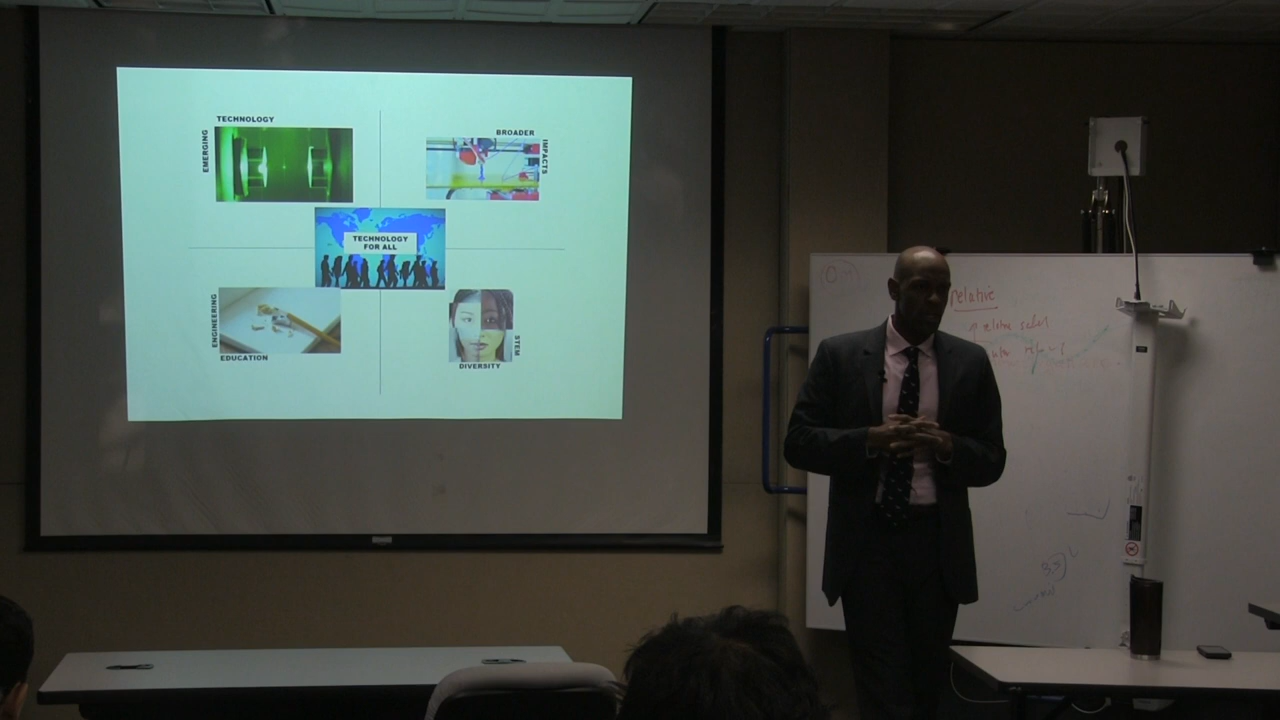 TECHNOLOGY
EMERGING
BROADER
IMPACTS
TECHNOLOGY
FOR ALL
ENGINEERING
EDUCATION
STEM
DIVERSITY
relative